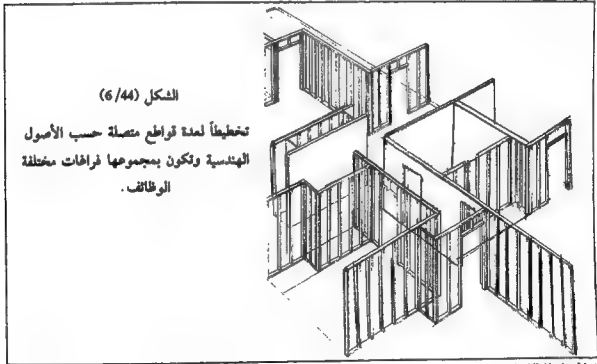 الشكل (6/44)
تخطيطاً لعدة قواطع متصلة حسب الأصول
الهندسية وتكون بمجموعها فراغات مختلفة
الوظائف.